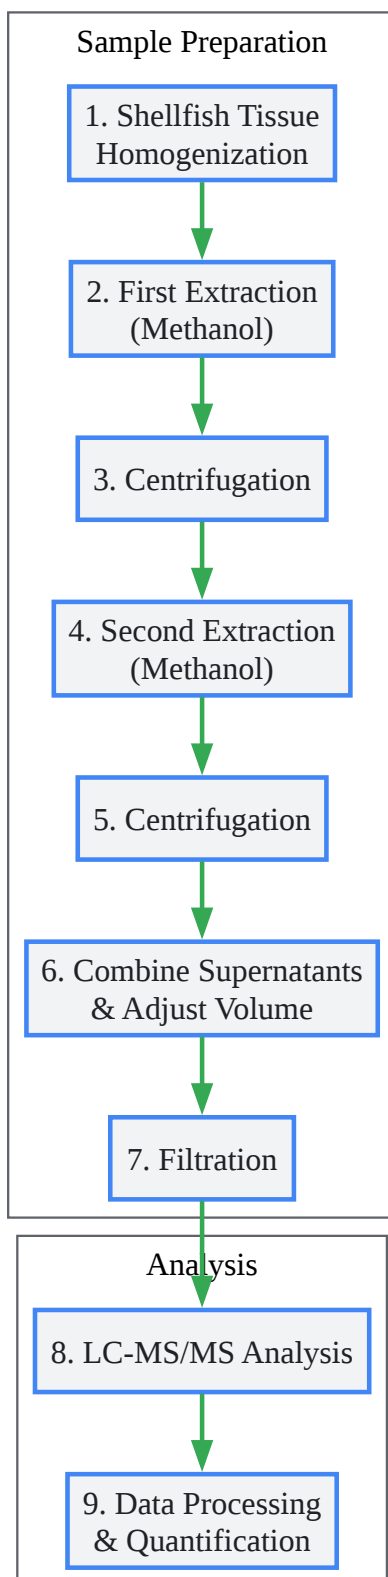 Sample Preparation
1. Shellfish Tissue
Homogenization
2. First Extraction
(Methanol)
3. Centrifugation
4. Second Extraction
(Methanol)
5. Centrifugation
6. Combine Supernatants
& Adjust Volume
7. Filtration
Analysis
8. LC-MS/MS Analysis
9. Data Processing
& Quantification